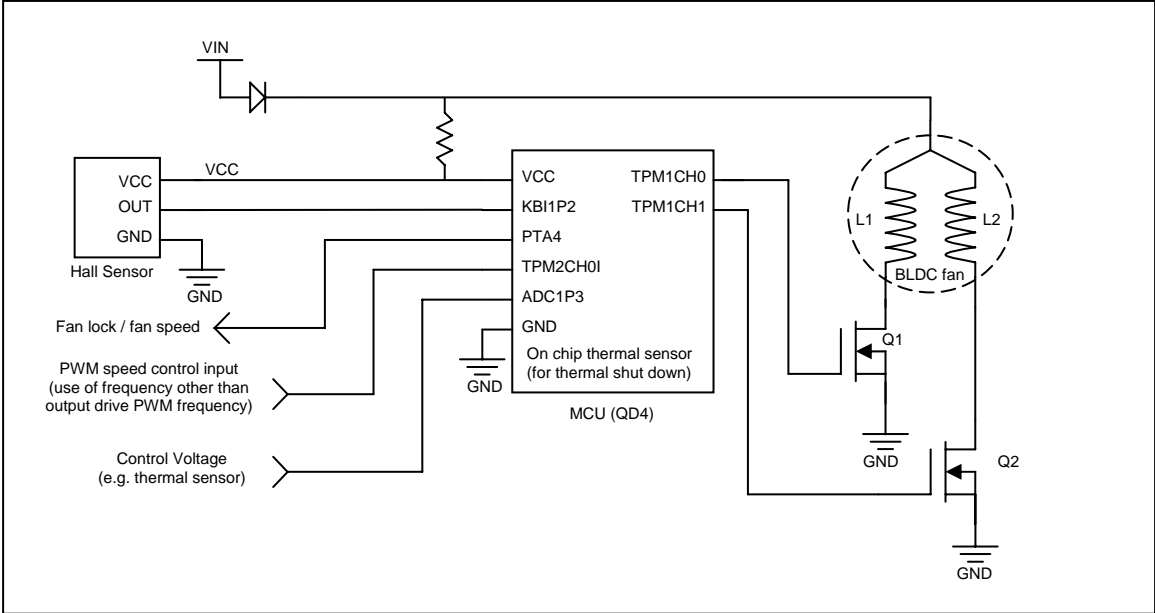 VIN
VCC
VCC
OUT
GND
Hall Sensor
GND
Fan lock / fan speed
PWM speed control input
(use of frequency other than
output drive PWM frequency)
Control Voltage
(e.g. thermal sensor)
VCC
KBI1P2
PTA4
TPM2CH0I
ADC1P3
GND
TPM1CH0
TPM1CH1
On chip thermal sensor
(for thermal shut down)
GND
MCU (QD4)
L1
L2
BLDC fan
Q1
GND
Q2
GND